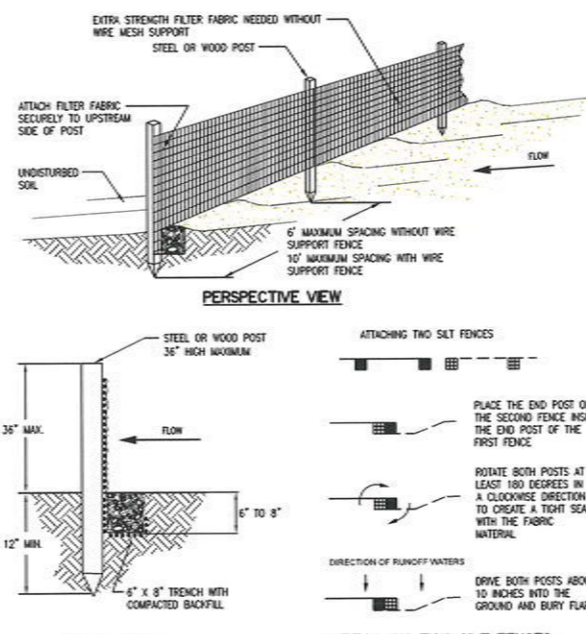 EXTRA STRENGTH FILTER FABRIC NEEDED WITHOUT
WIRE MESH SUPPORT
STEEL OR WOOD POST
ATTACH FILTER FABRIC
SECURELY TO UPSTREAM
SIDE OF POST
FLOW
UNDISTURBED
SOIL
6' MAXIMUM SPACING WITHOUT WIRE
SUPPORT FENCE
10' MAXIMUM SPACING WITH WIRE
SUPPORT FENCE
PERSPECTIVE VIEW
STEEL OR WOOD POST
36" HIGH MAXIMUM
36" MAX.
FLOW
12" MIN.
6" TO 8"
6" X 8" TRENCH WITH
COMPACTED BACKFILL
ATTACHING TWO SILT FENCES
PLACE THE END POST
THE SECOND FENCE
THE END POST OF THE
FIRST FENCE
ROTATE BOTH POSTS AT
LEAST 180 DEGREES IN
A CLOCKWISE DIRECTION
TO CREATE A TIGHT
WITH THE FABRIC
MATERIAL
DIRECTION OF RUNOFF WATERS
DRIVE BOTH POSTS
10 INCHES INTO THE
GROUND AND BURY